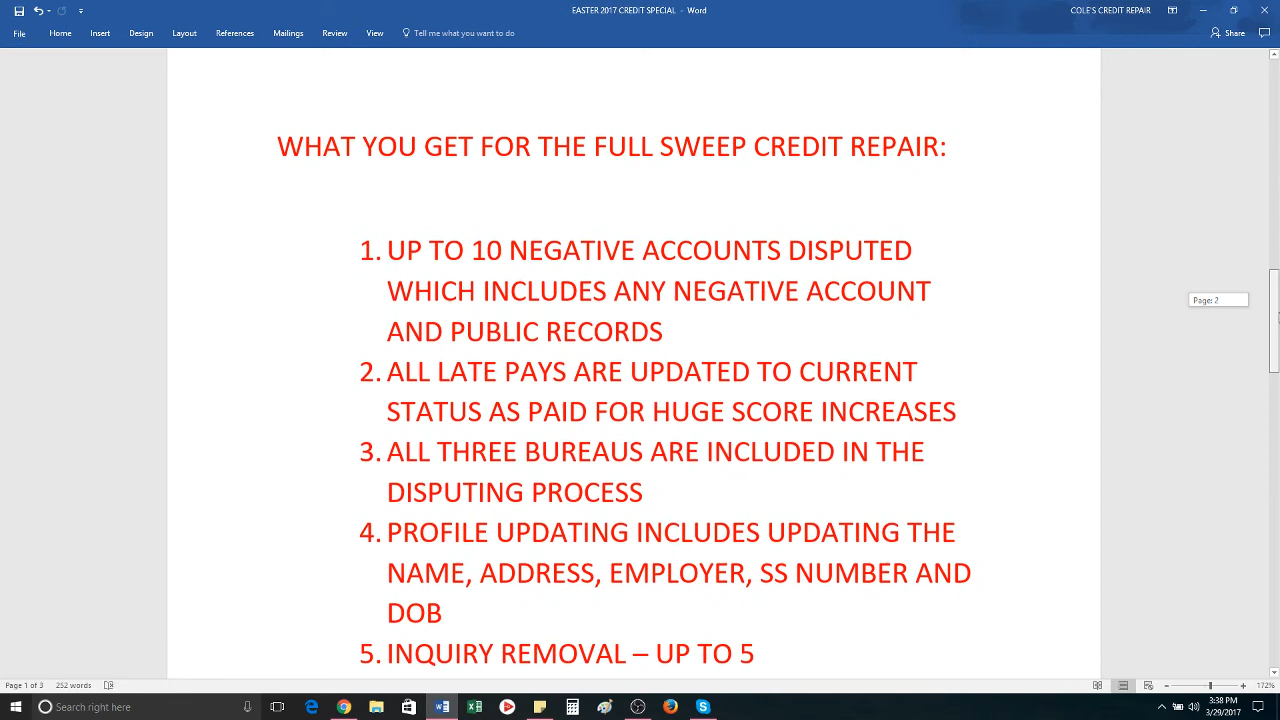 EASTER 2017 CREDIT SPECIAL - Word
COLE'S CREDIT REPAIR
File Home Insert Design Layout References Mailings Review View Tell me what you want to do Share
WHAT YOU GET FOR THE FULL SWEEP CREDIT REPAIR:
1. UP TO 10 NEGATIVE ACCOUNTS DISPUTED
WHICH INCLUDES ANY NEGATIVE ACCOUNT
AND PUBLIC RECORDS
Page: 2
2. ALL LATE PAYS ARE UPDATED TO CURRENT
STATUS AS PAID FOR HUGE SCORE INCREASES
3. ALL THREE BUREAUS ARE INCLUDED IN THE
DISPUTING PROCESS
4. PROFILE UPDATING INCLUDES UPDATING THE
NAME, ADDRESS, EMPLOYER, SS NUMBER AND
DOB
5. INQUIRY REMOVAL – UP TO 5
Page 1 of 3 252 words 172%
Search here
3:38 PM
3/29/2017